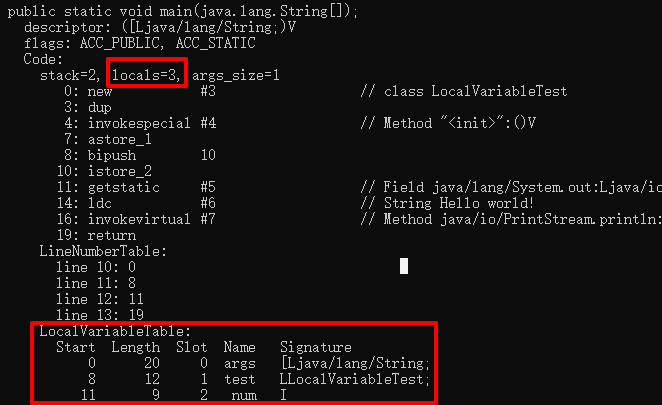 public static void main(java.lang.String[]);
descriptor: ([Ljava/lang/String;)V
flags: ACC_PUBLIC, ACC_STATIC
Code:
stack=2, locals=3, args_size=1
0: new #3 // class LocalVariableTest
3: dup
4: invokespecial #4 // Method "<init>":()V
7: astore_1
8: bipush 10
10: istore_2
11: getstatic #5 // Field java/lang/System.out:Ljava/io
14: ldc #6 // String Hello world!
16: invokevirtual #7 // Method java/io/PrintStream.println:
19: return
LineNumberTable:
line 10: 0
line 11: 8
line 12: 11
line 13: 19
LocalVariableTable:
Start Length Slot Name Signature
0 20 0 args [Ljava/lang/String;
8 12 1 test LLocalVariableTest;
11 9 2 num I